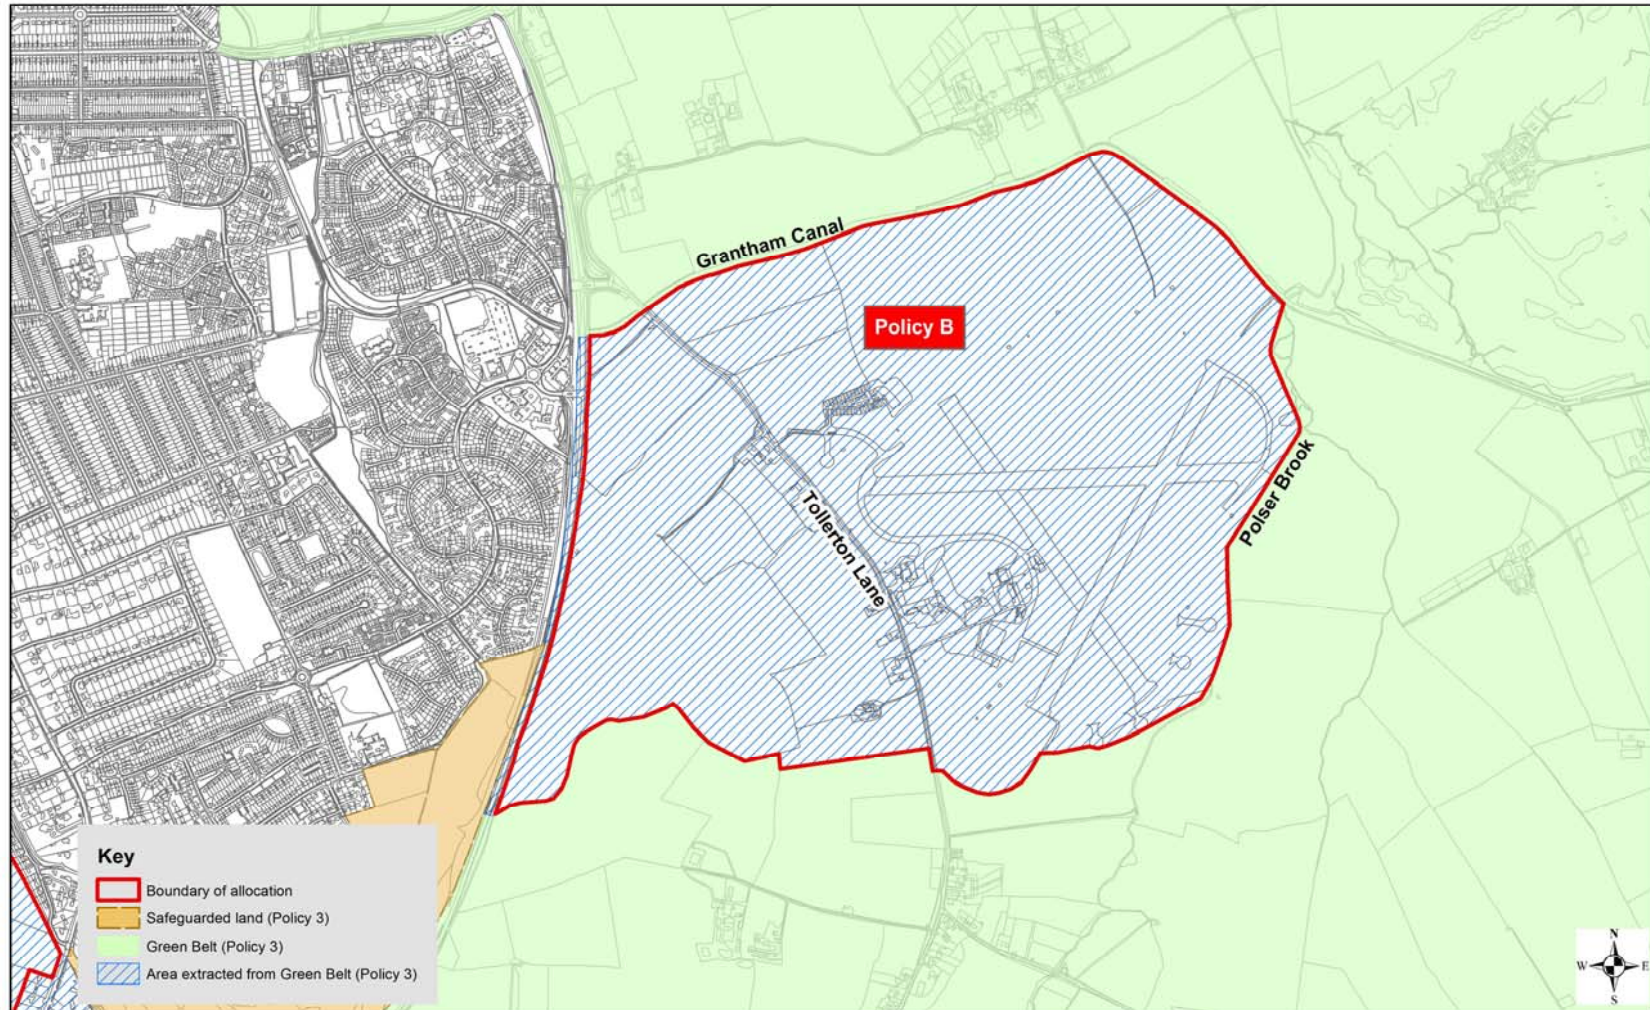 Grantham Canal
Policy B
Tollerton Lane
Polser Brook
Key
Boundary of allocation
Safeguarded land (Policy 3)
Green Belt (Policy 3)
Area extracted from Green Belt (Policy 3)
N
W E
S